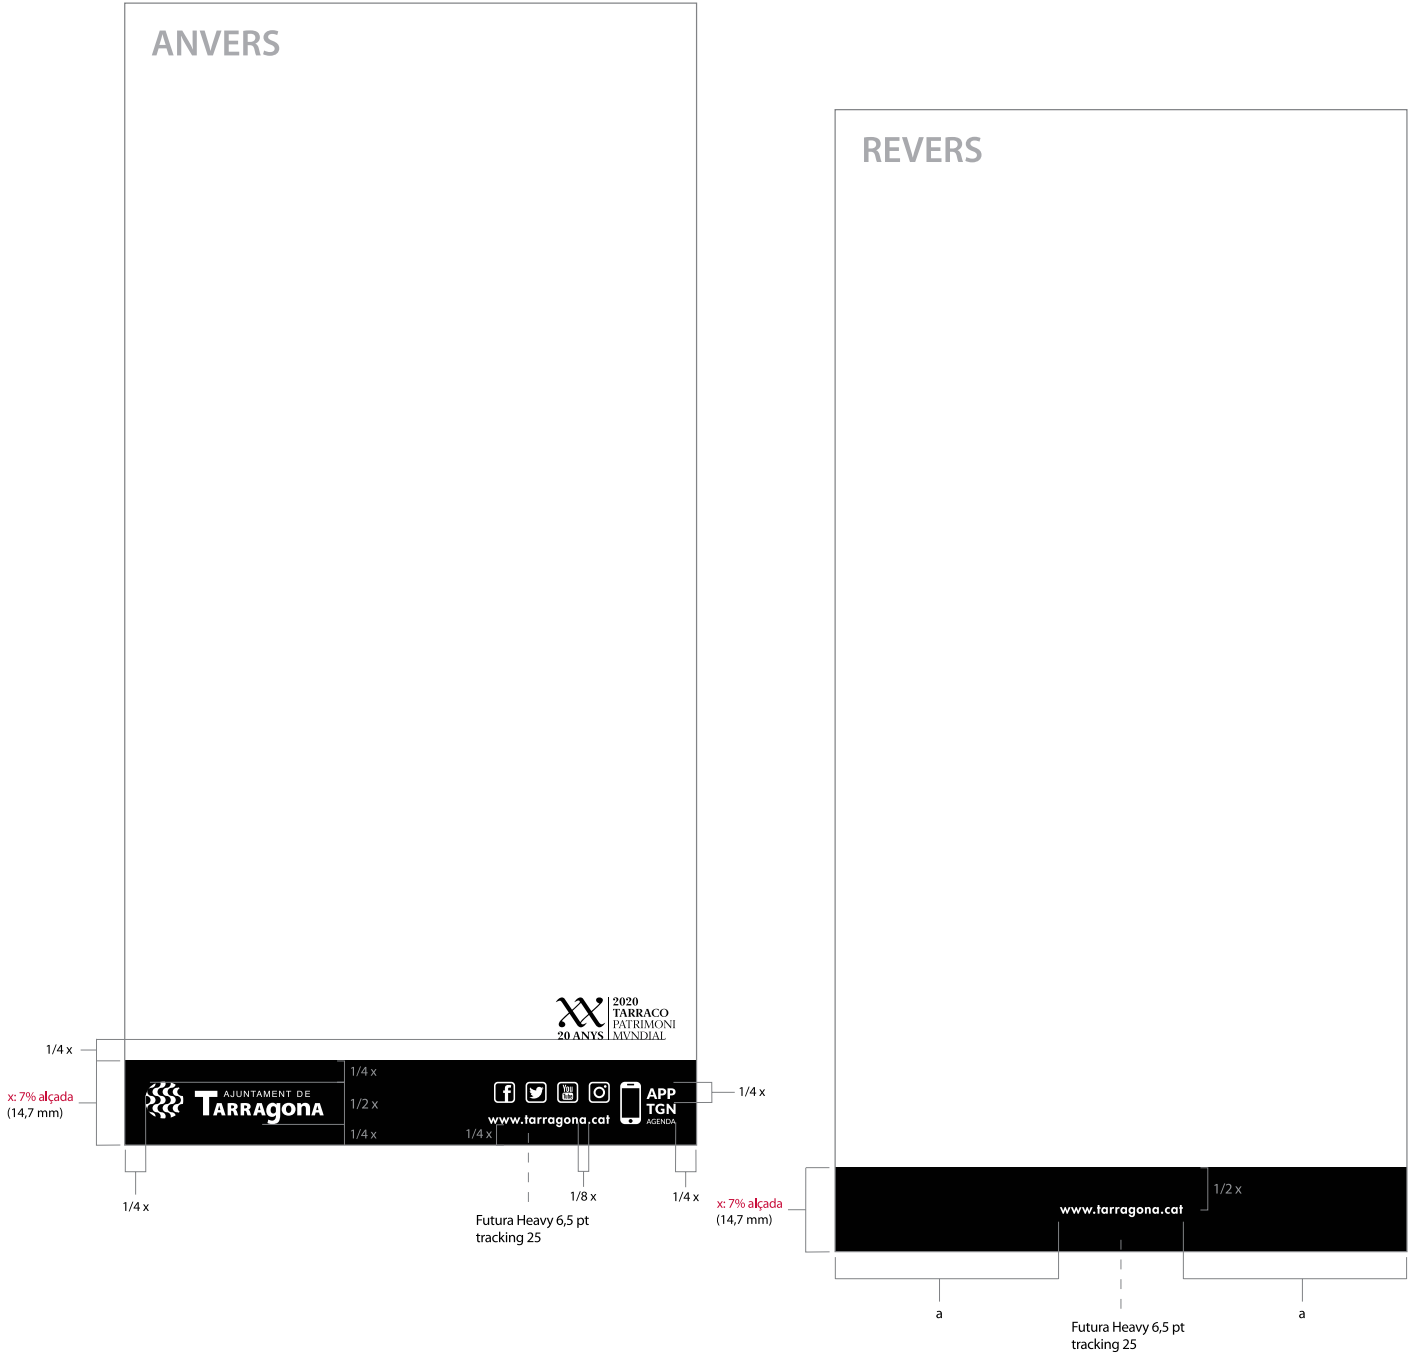 ANVERS
2020
TARRACO
PATRIMONI
MVNDIAL
XX
20 ANYS
1/4 x
x: 7% alçada
(14,7 mm)
AJUNTAMENT DE
TARRAGONA
1/4 x
1/2 x
1/4 x
You
Tube
www.tarragona.cat
APP
TGN
AGENDA
1/4 x
1/4 x
1/4 x
1/8 x
1/4 x
Futura Heavy 6,5 pt
tracking 25
REVERS
x: 7% alçada
(14,7 mm)
www.tarragona.cat
1/2 x
a
a
Futura Heavy 6,5 pt
tracking 25